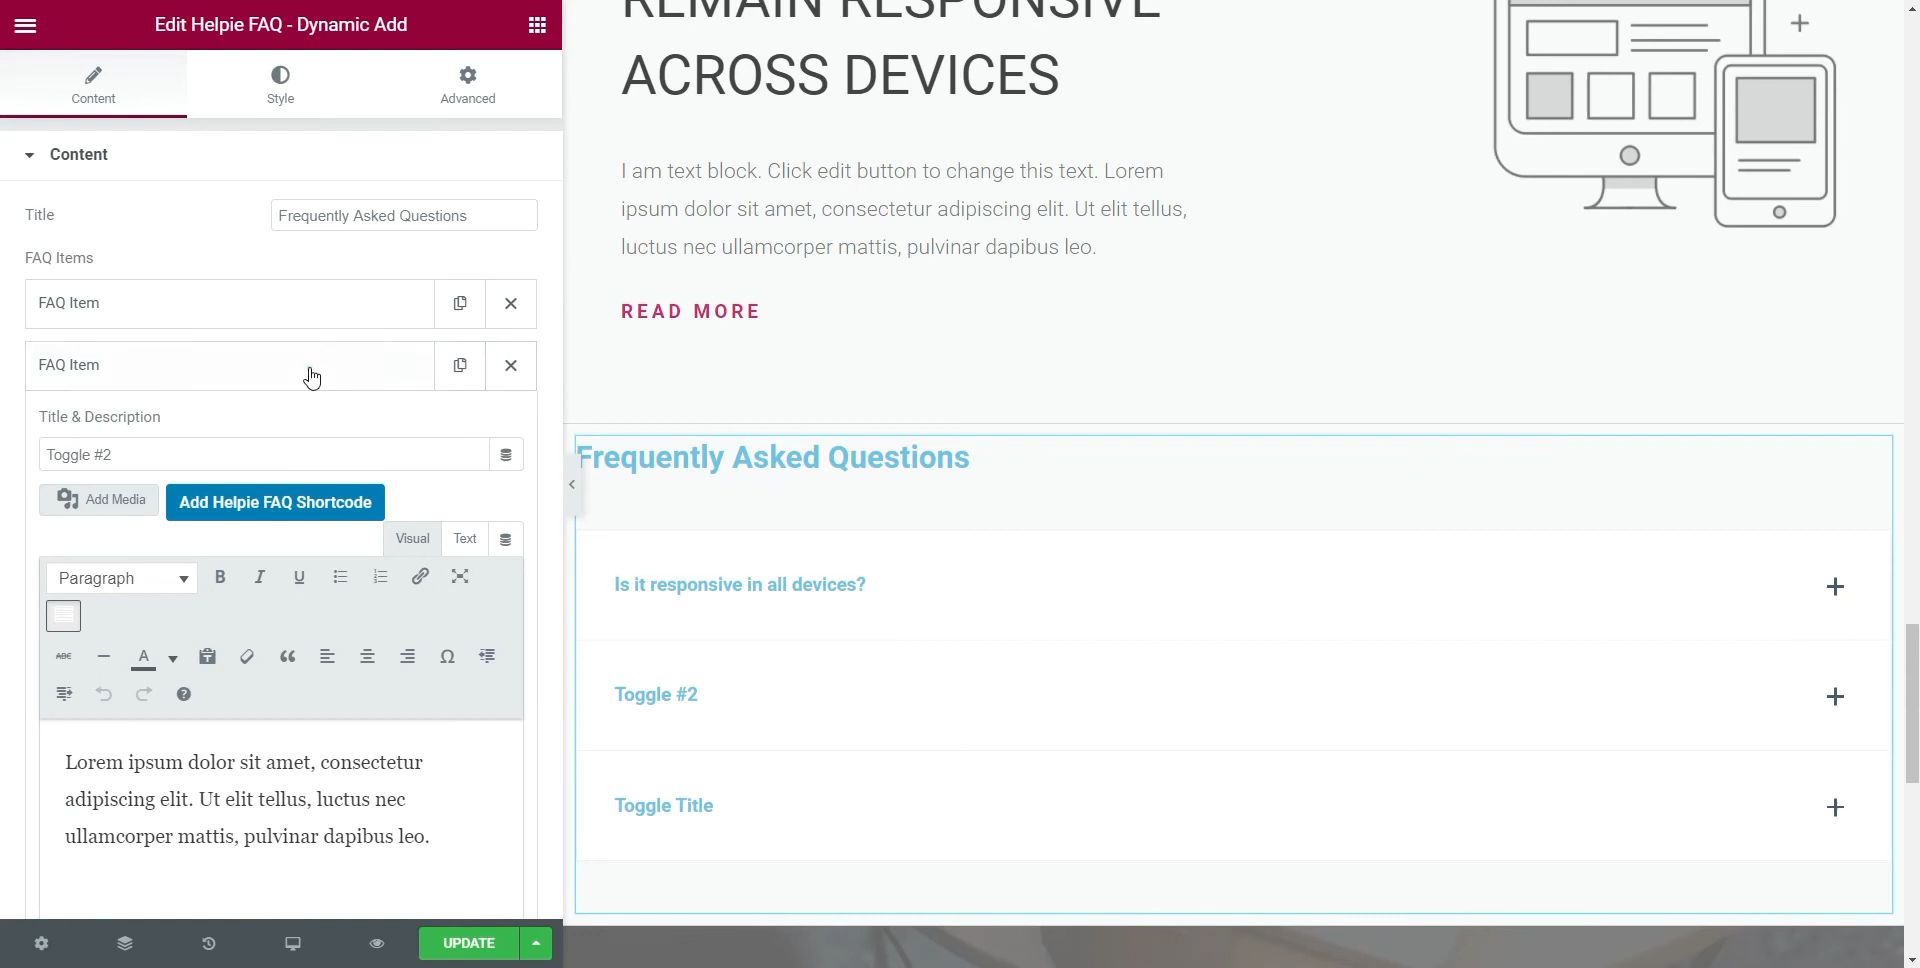 Edit Helpie FAQ - Dynamic Add
Content
Style
Advanced
Content
Title
Frequently Asked Questions
FAQ Items
FAQ Item
FAQ Item
Title & Description
Toggle #2
Add Media
Add Helpie FAQ Shortcode
Visual
Text
Paragraph
B
I
U
ABC
A
Lorem ipsum dolor sit amet, consectetur
adipiscing elit. Ut elit tellus, luctus nec
ullamcorper mattis, pulvinar dapibus leo.
UPDATE
REMAIN RESPONSIVE
ACROSS DEVICES
I am text block. Click edit button to change this text. Lorem
ipsum dolor sit amet, consectetur adipiscing elit. Ut elit tellus,
luctus nec ullamcorper mattis, pulvinar dapibus leo.
READ MORE
Frequently Asked Questions
Is it responsive in all devices?
Toggle #2
Toggle Title